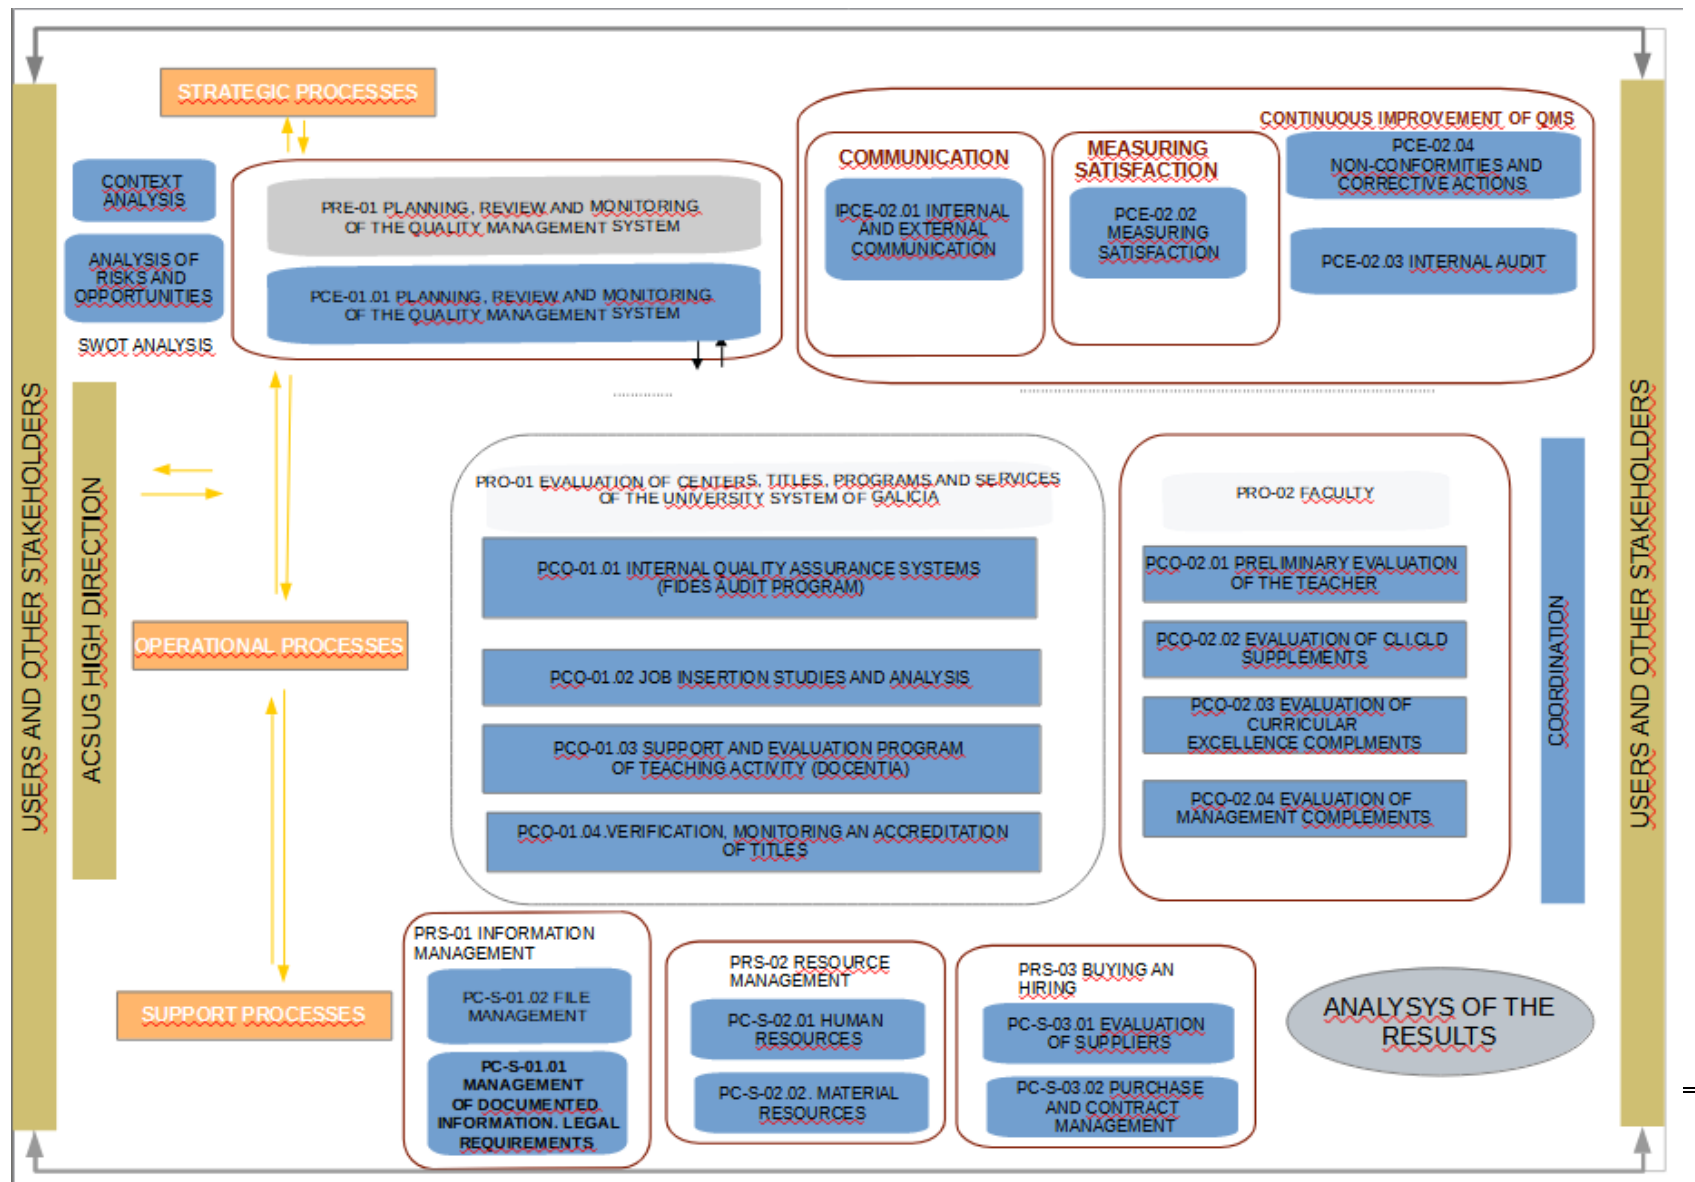 STRATEGIC PROCESSES
CONTEXT
ANALYSIS
ANALYSIS OF
RISKS AND
OPPORTUNITIES
SWOT ANALYSIS
PRE-01 PLANNING, REVIEW AND MONITORING
OF THE QUALITY MANAGEMENT SYSTEM
PCE-01.01 PLANNING, REVIEW AND MONITORING
OF THE QUALITY MANAGEMENT SYSTEM
COMMUNICATION
IPCE-02.01 INTERNAL
AND EXTERNAL
COMMUNICATION
MEASURING
SATISFACTION
PCE-02.02
MEASURING
SATISFACTION
CONTINUOUS IMPROVEMENT OF QMS
PCE-02.04
NON-CONFORMITIES AND
CORRECTIVE ACTIONS
PCE-02.03 INTERNAL AUDIT
USERS AND OTHER STAKEHOLDERS
ACSUG HIGH DIRECTION
OPERATIONAL PROCESSES
PRO-01 EVALUATION OF CENTERS, TITLES, PROGRAMS AND SERVICES
OF THE UNIVERSITY SYSTEM OF GALICIA
PCO-01.01 INTERNAL QUALITY ASSURANCE SYSTEMS
(FIDES AUDIT PROGRAM)
PCO-01.02 JOB INSERTION STUDIES AND ANALYSIS
PCO-01.03 SUPPORT AND EVALUATION PROGRAM
OF TEACHING ACTIVITY (DOCENTIA)
PCO-01.04.VERIFICATION, MONITORING AN ACCREDITATION
OF TITLES
PRO-02 FACULTY
PCO-02.01 PRELIMINARY EVALUATION
OF THE TEACHER
PCO-02.02 EVALUATION OF CLI.CLD
SUPPLEMENTS
PCO-02.03 EVALUATION OF
CURRICULAR
EXCELLENCE COMPLMENTS
PCO-02.04 EVALUATION OF
MANAGEMENT COMPLEMENTS
COORDINATION
USERS AND OTHER STAKEHOLDERS
SUPPORT PROCESSES
PRS-01 INFORMATION
MANAGEMENT
PC-S-01.02 FILE
MANAGEMENT
PC-S-01.01
MANAGEMENT
OF DOCUMENTED
INFORMATION. LEGAL
REQUIREMENTS
PRS-02 RESOURCE
MANAGEMENT
PC-S-02.01 HUMAN
RESOURCES
PC-S-02.02. MATERIAL
RESOURCES
PRS-03 BUYING AN
HIRING
PC-S-03.01 EVALUATION
OF SUPPLIERS
PC-S-03.02 PURCHASE
AND CONTRACT
MANAGEMENT
ANALYSYS OF THE
RESULTS